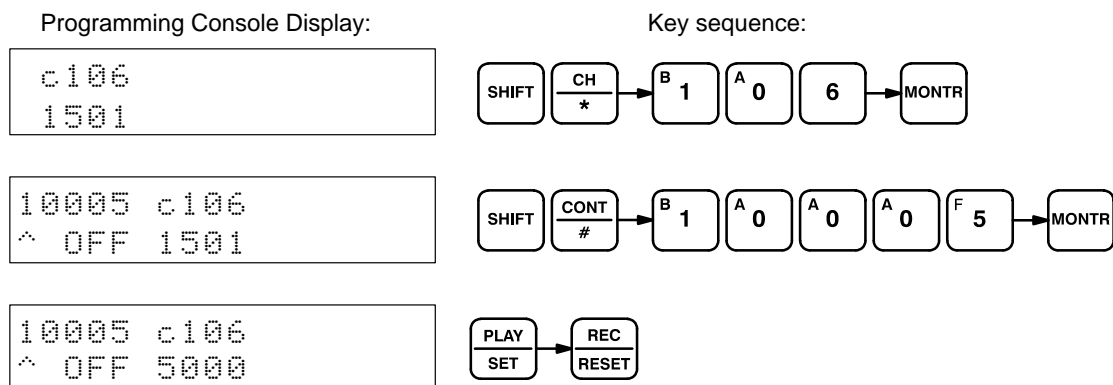 Programming Console Display: Key sequence:
c106
1501
SHIFT CH * B 1 A 0 6 MONTR
10005 c106
^ OFF 1501
SHIFT CONT # B 1 A 0 A 0 A 0 F 5 MONTR
10005 c106
^ OFF 5000
PLAY SET REC RESET